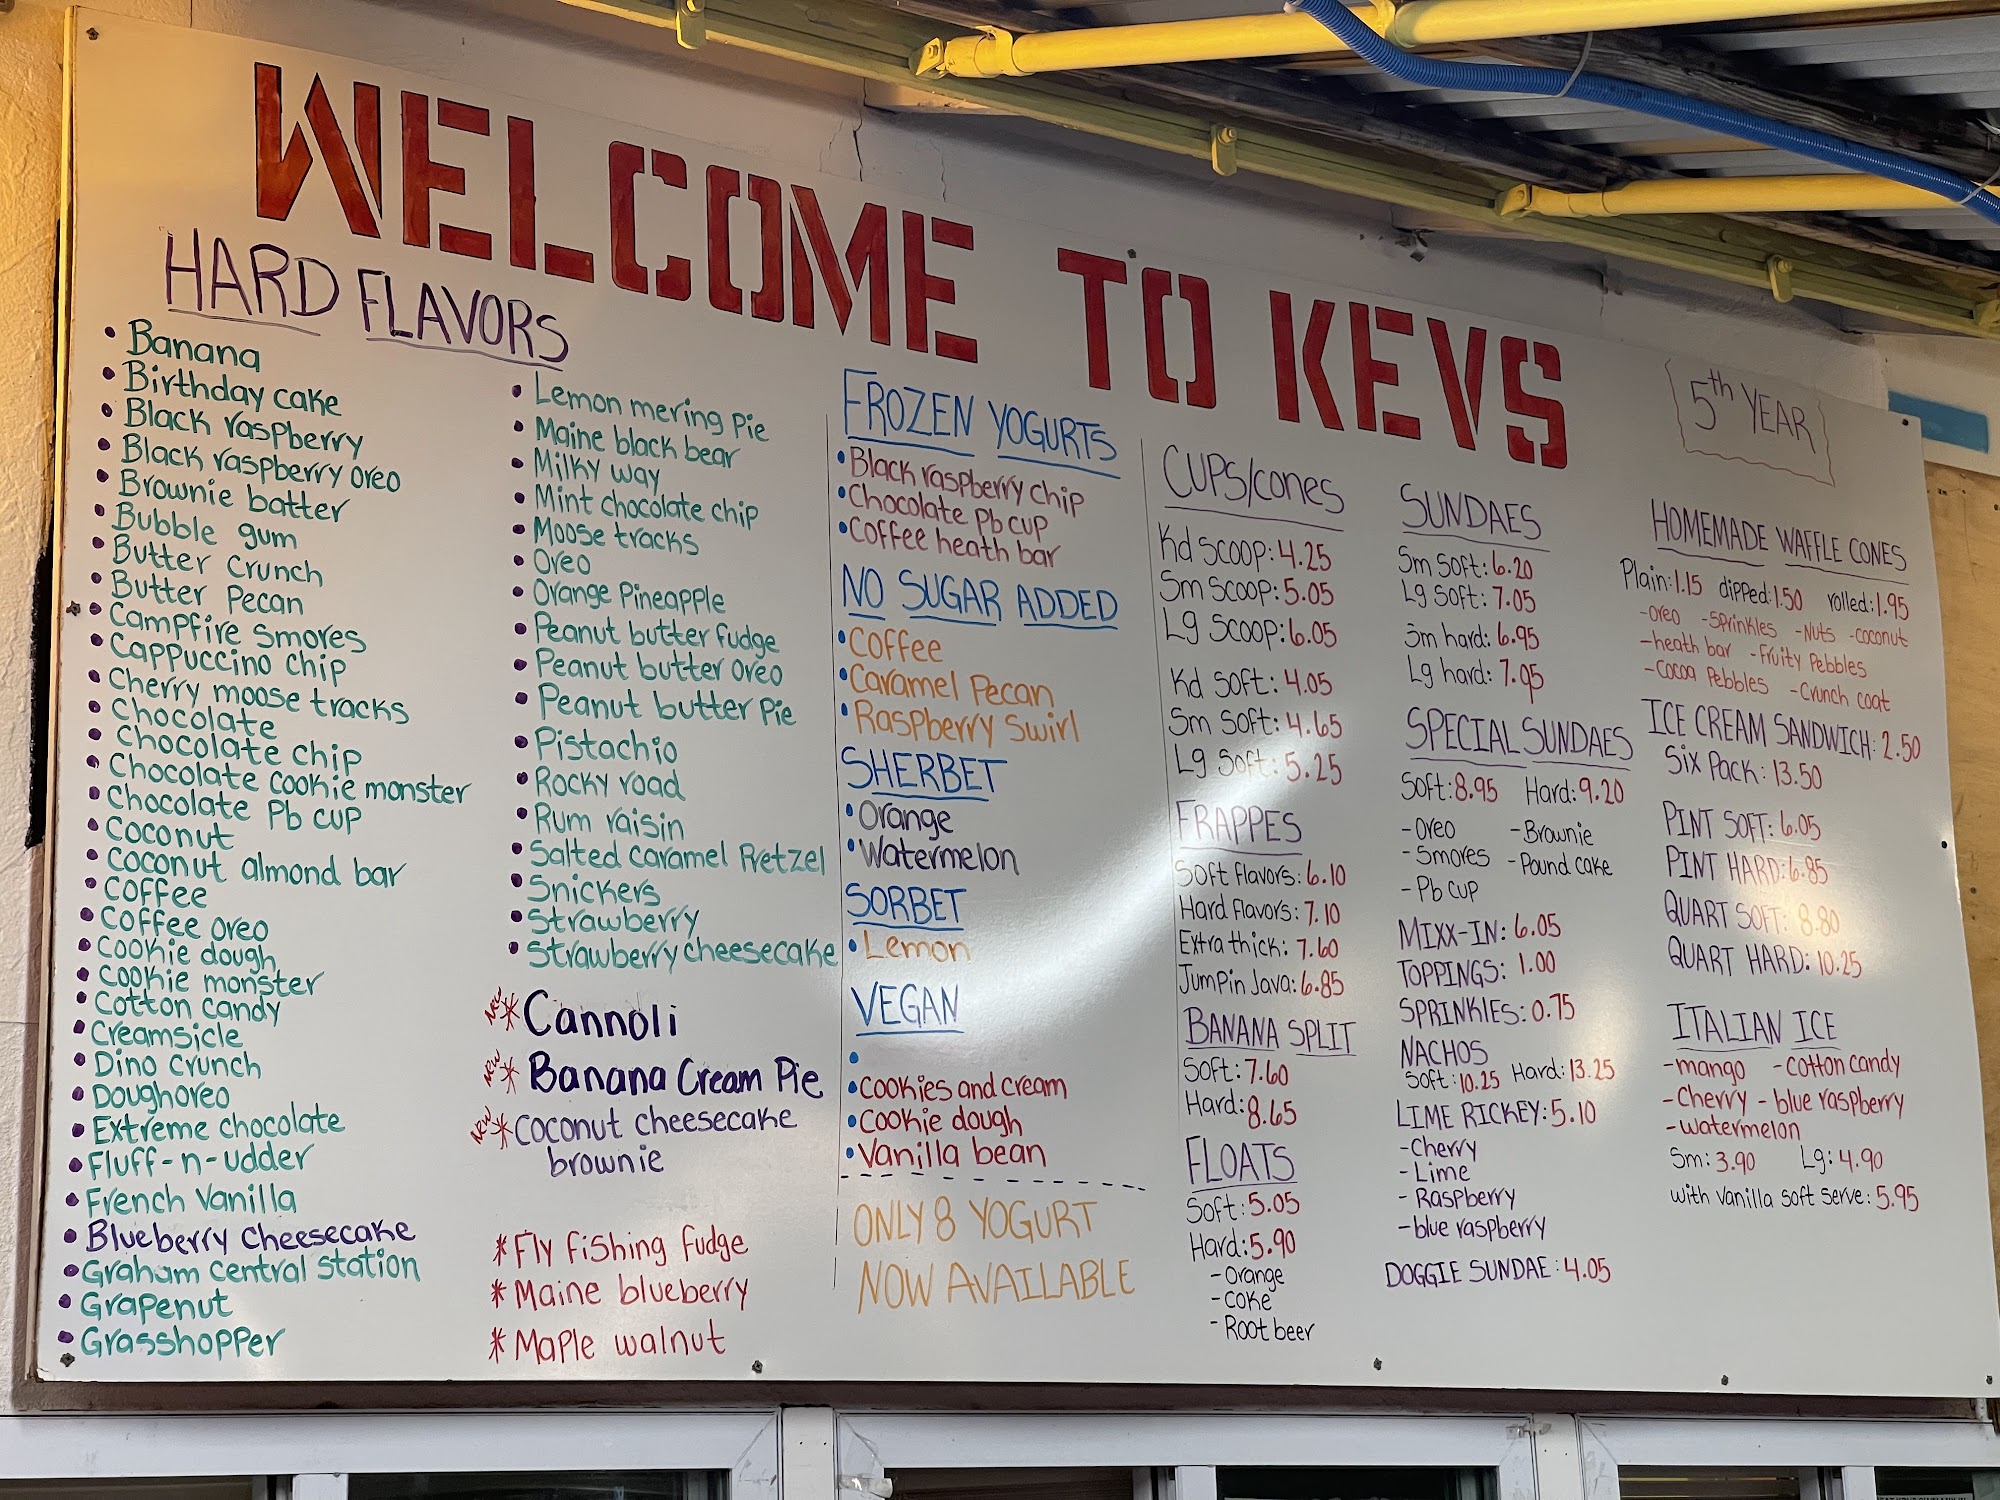 WELCOME TO KEVS
5th YEAR
HARD FLAVORS
• Banana
• Birthday cake
• Black raspberry
• Black raspberry oreo
• Brownie batter
• Bubble gum
• Butter Crunch
• Butter Pecan
• Campfire Smores
• Cappuccino Chip
• Cherry moose tracks
• Chocolate
• Chocolate chip
• Chocolate cookie monster
• Chocolate Pb cup
• Coconut
• Coconut almond bar
• Coffee
• Coffee oreo
• Cookie dough
• Cookie monster
• Cotton candy
• Creamsicle
• Dino crunch
• Doughoreo
• Extreme chocolate
• Fluff-n-udder
• French Vanilla
• Blueberry Cheesecake
• Graham central station
• Grapenut
• Grasshopper
• Lemon mering Pie
• Maine black bear
• Milky way
• Mint chocolate chip
• Moose tracks
• Oreo
• Orange Pineapple
• Peanut butter fudge
• Peanut butter oreo
• Peanut butter Pie
• Pistachio
• Rocky road
• Rum raisin
• Salted caramel Pretzel
• Snickers
• Strawberry
• Strawberry cheesecake
NEW * Cannoli
NEW * Banana Cream Pie
NEW * Coconut cheesecake
brownie
* Fly fishing fudge
* Maine blueberry
* Maple walnut
FROZEN YOGURTS
• Black raspberry chip
• Chocolate Pb cup
• Coffee heath bar
NO SUGAR ADDED
• Coffee
• Caramel Pecan
• Raspberry Swirl
SHERBET
• Orange
• Watermelon
SORBET
• Lemon
VEGAN
•
• Cookies and cream
• Cookie dough
• Vanilla bean
ONLY 8 YOGURT
NOW AVAILABLE
CUPS/CONES
Kd Scoop: 4.25
Sm Scoop: 5.05
Lg Scoop: 6.05
Kd Soft: 4.05
Sm Soft: 4.65
Lg Soft: 5.25
FRAPPES
Soft Flavors: 6.10
Hard Flavors: 7.10
Extra thick: 7.60
Jumpin Java: 6.85
BANANA SPLIT
Soft: 7.60
Hard: 8.65
FLOATS
Soft: 5.05
Hard: 5.90
- Orange
- Coke
- Root beer
SUNDAES
Sm Soft: 6.20
Lg Soft: 7.05
Sm hard: 6.95
Lg hard: 7.95
SPECIAL SUNDAES
Soft: 8.95 Hard: 9.20
- Oreo - Brownie
- Smores - Pound cake
- Pb cup
MIXX-IN: 6.05
TOPPINGS: 1.00
SPRINKLES: 0.75
NACHOS
Soft: 10.25 Hard: 13.25
LIME RICKEY: 5.10
- Cherry
- Lime
- Raspberry
- blue raspberry
DOGGIE SUNDAE: 4.05
HOMEMADE WAFFLE CONES
Plain: 1.15 dipped: 1.50 rolled: 1.95
- Oreo - Sprinkles - Nuts - coconut
- heath bar - Fruity Pebbles
- Cocoa Pebbles - Crunch coat
ICE CREAM SANDWICH: 2.50
Six Pack: 13.50
PINT SOFT: 6.05
PINT HARD: 6.85
QUART SOFT: 8.80
QUART HARD: 10.25
ITALIAN ICE
- mango - cotton candy
- Cherry - blue raspberry
- watermelon
Sm: 3.90 Lg: 4.90
with vanilla soft serve: 5.95